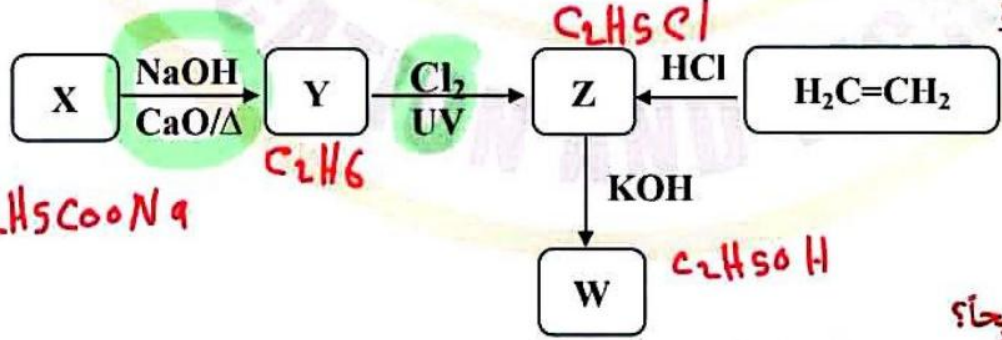 C2H5Cl
X
NaOH
CaO/Δ
Y
Cl₂
UV
Z
HCl
H₂C=CH₂
C2H6
H5COONa
KOH
C2H5OH
W